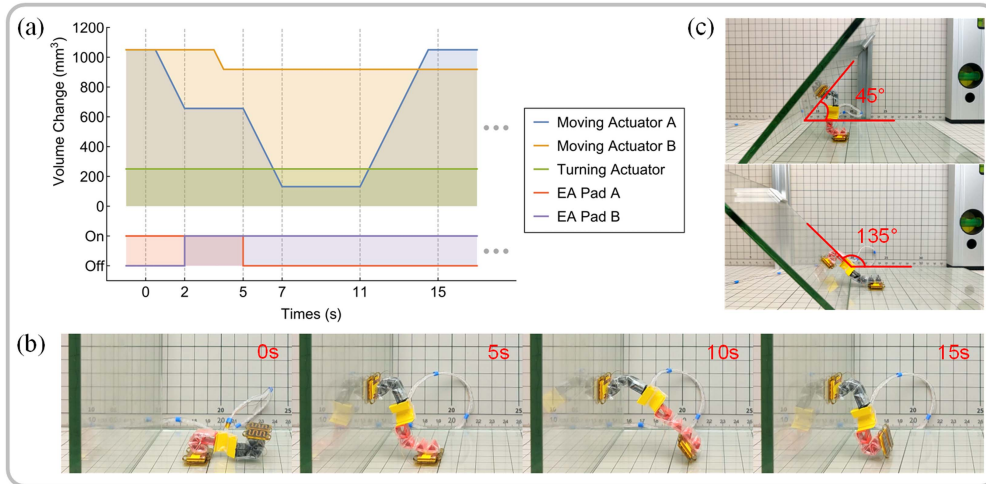 (a)
1200
1000
800
600
400
200
0
Volume Change (mm³)
On
Off
0 2 5 7 11 15
Times (s)
Moving Actuator A
Moving Actuator B
Turning Actuator
EA Pad A
EA Pad B
(c)
45°
135°
(b)
0s
5s
10s
15s